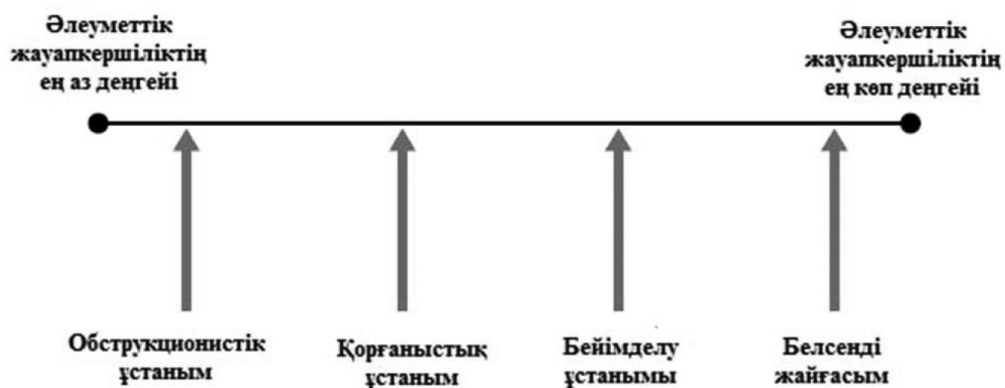 Әлеуметтік
жауапкершіліктің
ең аз деңгейі
Әлеуметтік
жауапкершіліктің
ең көп деңгейі
Обструкционистік
ұстаным
Қорғаныстық
ұстаным
Бейімделу
ұстанымы
Белсенді
жайғасым